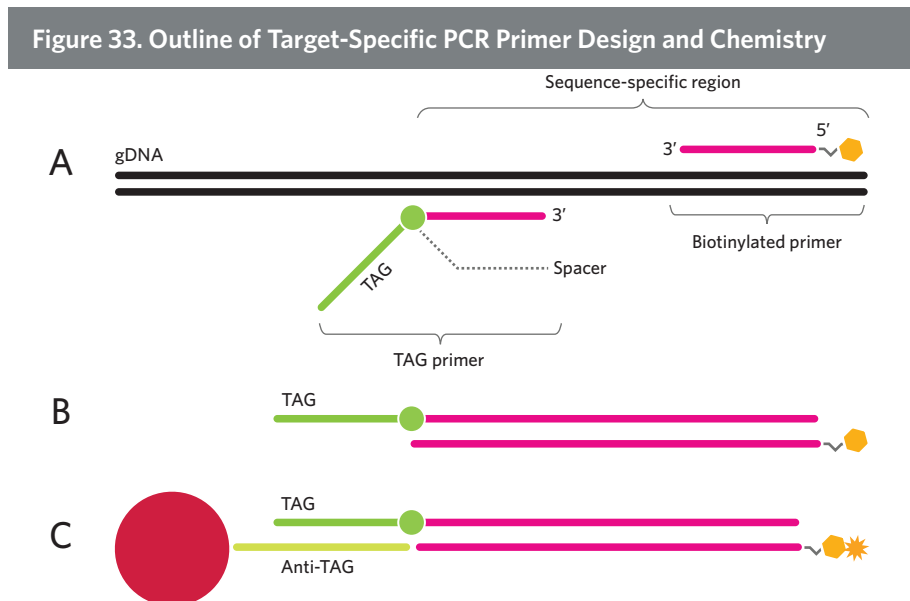 Figure 33. Outline of Target-Specific PCR Primer Design and Chemistry
Sequence-specific region
A
gDNA
3’
5’
3’
Biotinylated primer
TAG
Spacer
TAG primer
B
TAG
C
TAG
Anti-TAG